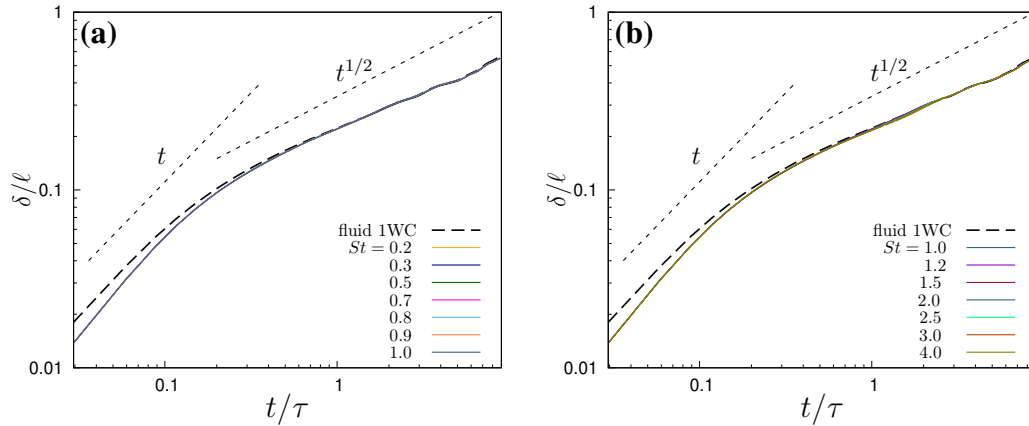 (a)
1
0.1
0.01
δ/ℓ
t
t^{1/2}
fluid 1WC
St = 0.2
0.3
0.5
0.7
0.8
0.9
1.0
0.1
1
t/τ
(b)
1
0.1
0.01
δ/ℓ
t
t^{1/2}
fluid 1WC
St = 1.0
1.2
1.5
2.0
2.5
3.0
4.0
0.1
1
t/τ